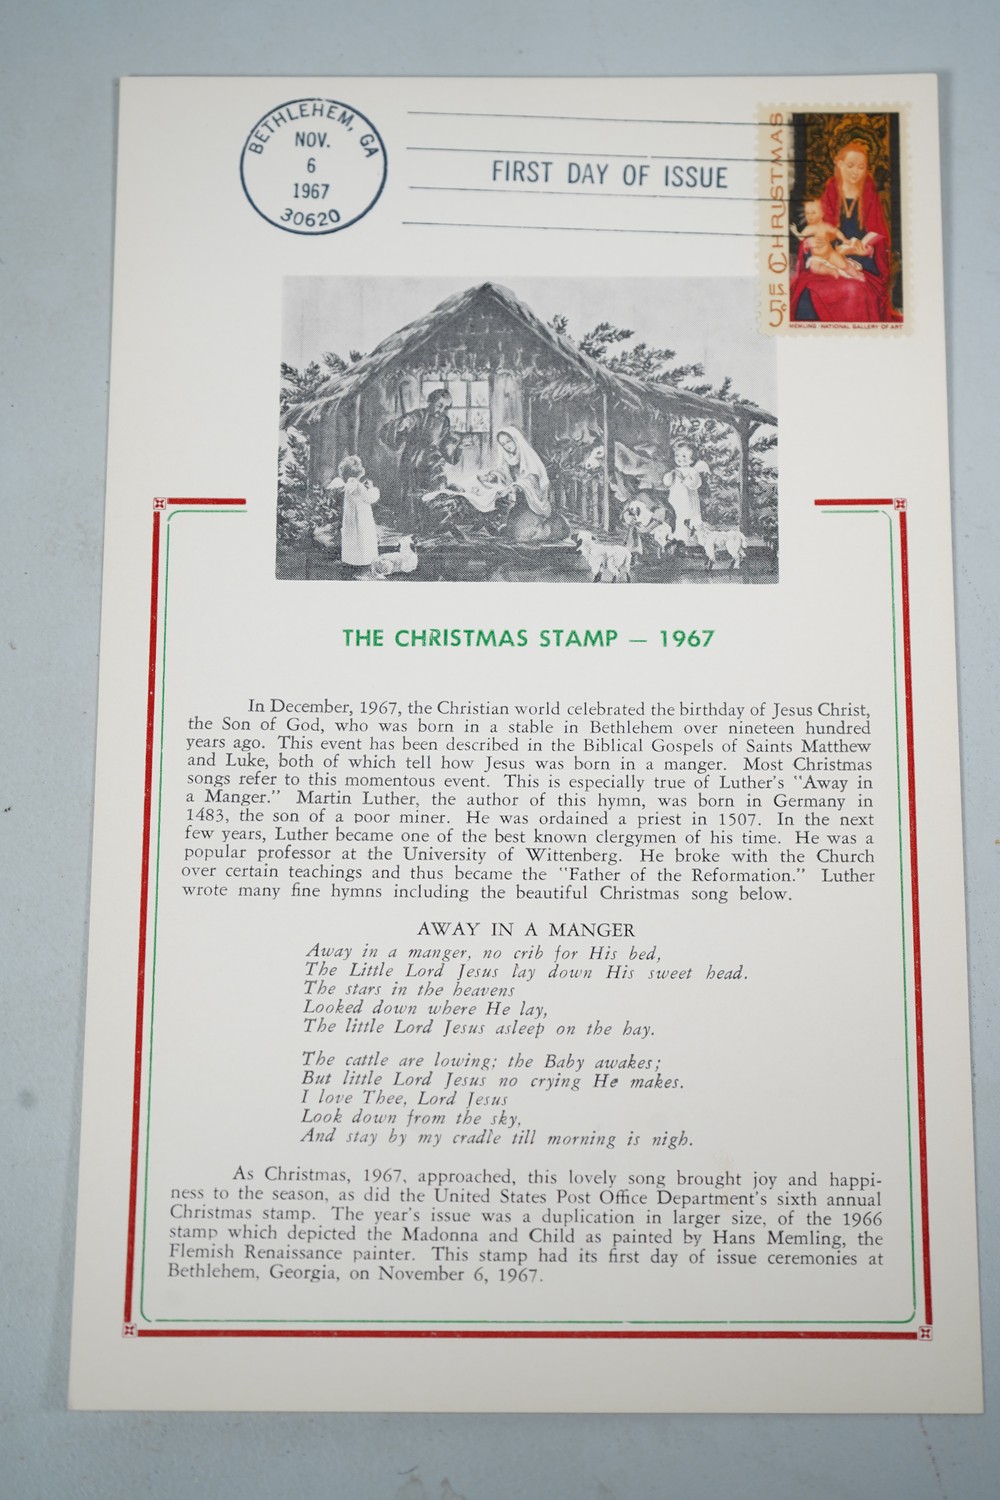 BETHLEHEM, GA
NOV.
6
1967
30620
FIRST DAY OF ISSUE
CHRISTMAS
U.S.
5¢
MEMLING NATIONAL GALLERY OF ART
THE CHRISTMAS STAMP — 1967
In December, 1967, the Christian world celebrated the birthday of Jesus Christ,
the Son of God, who was born in a stable in Bethlehem over nineteen hundred
years ago. This event has been described in the Biblical Gospels of Saints Matthew
and Luke, both of which tell how Jesus was born in a manger. Most Christmas
songs refer to this momentous event. This is especially true of Luther's "Away in
a Manger." Martin Luther, the author of this hymn, was born in Germany in
1483, the son of a poor miner. He was ordained a priest in 1507. In the next
few years, Luther became one of the best known clergymen of his time. He was a
popular professor at the University of Wittenberg. He broke with the Church
over certain teachings and thus became the "Father of the Reformation." Luther
wrote many fine hymns including the beautiful Christmas song below.
AWAY IN A MANGER
Away in a manger, no crib for His bed,
The Little Lord Jesus lay down His sweet head.
The stars in the heavens
Looked down where He lay,
The little Lord Jesus asleep on the hay.
The cattle are lowing; the Baby awakes;
But little Lord Jesus no crying He makes.
I love Thee, Lord Jesus
Look down from the sky,
And stay by my cradle till morning is nigh.
As Christmas, 1967, approached, this lovely song brought joy and happi-
ness to the season, as did the United States Post Office Department's sixth annual
Christmas stamp. The year's issue was a duplication in larger size, of the 1966
stamp which depicted the Madonna and Child as painted by Hans Memling, the
Flemish Renaissance painter. This stamp had its first day of issue ceremonies at
Bethlehem, Georgia, on November 6, 1967.